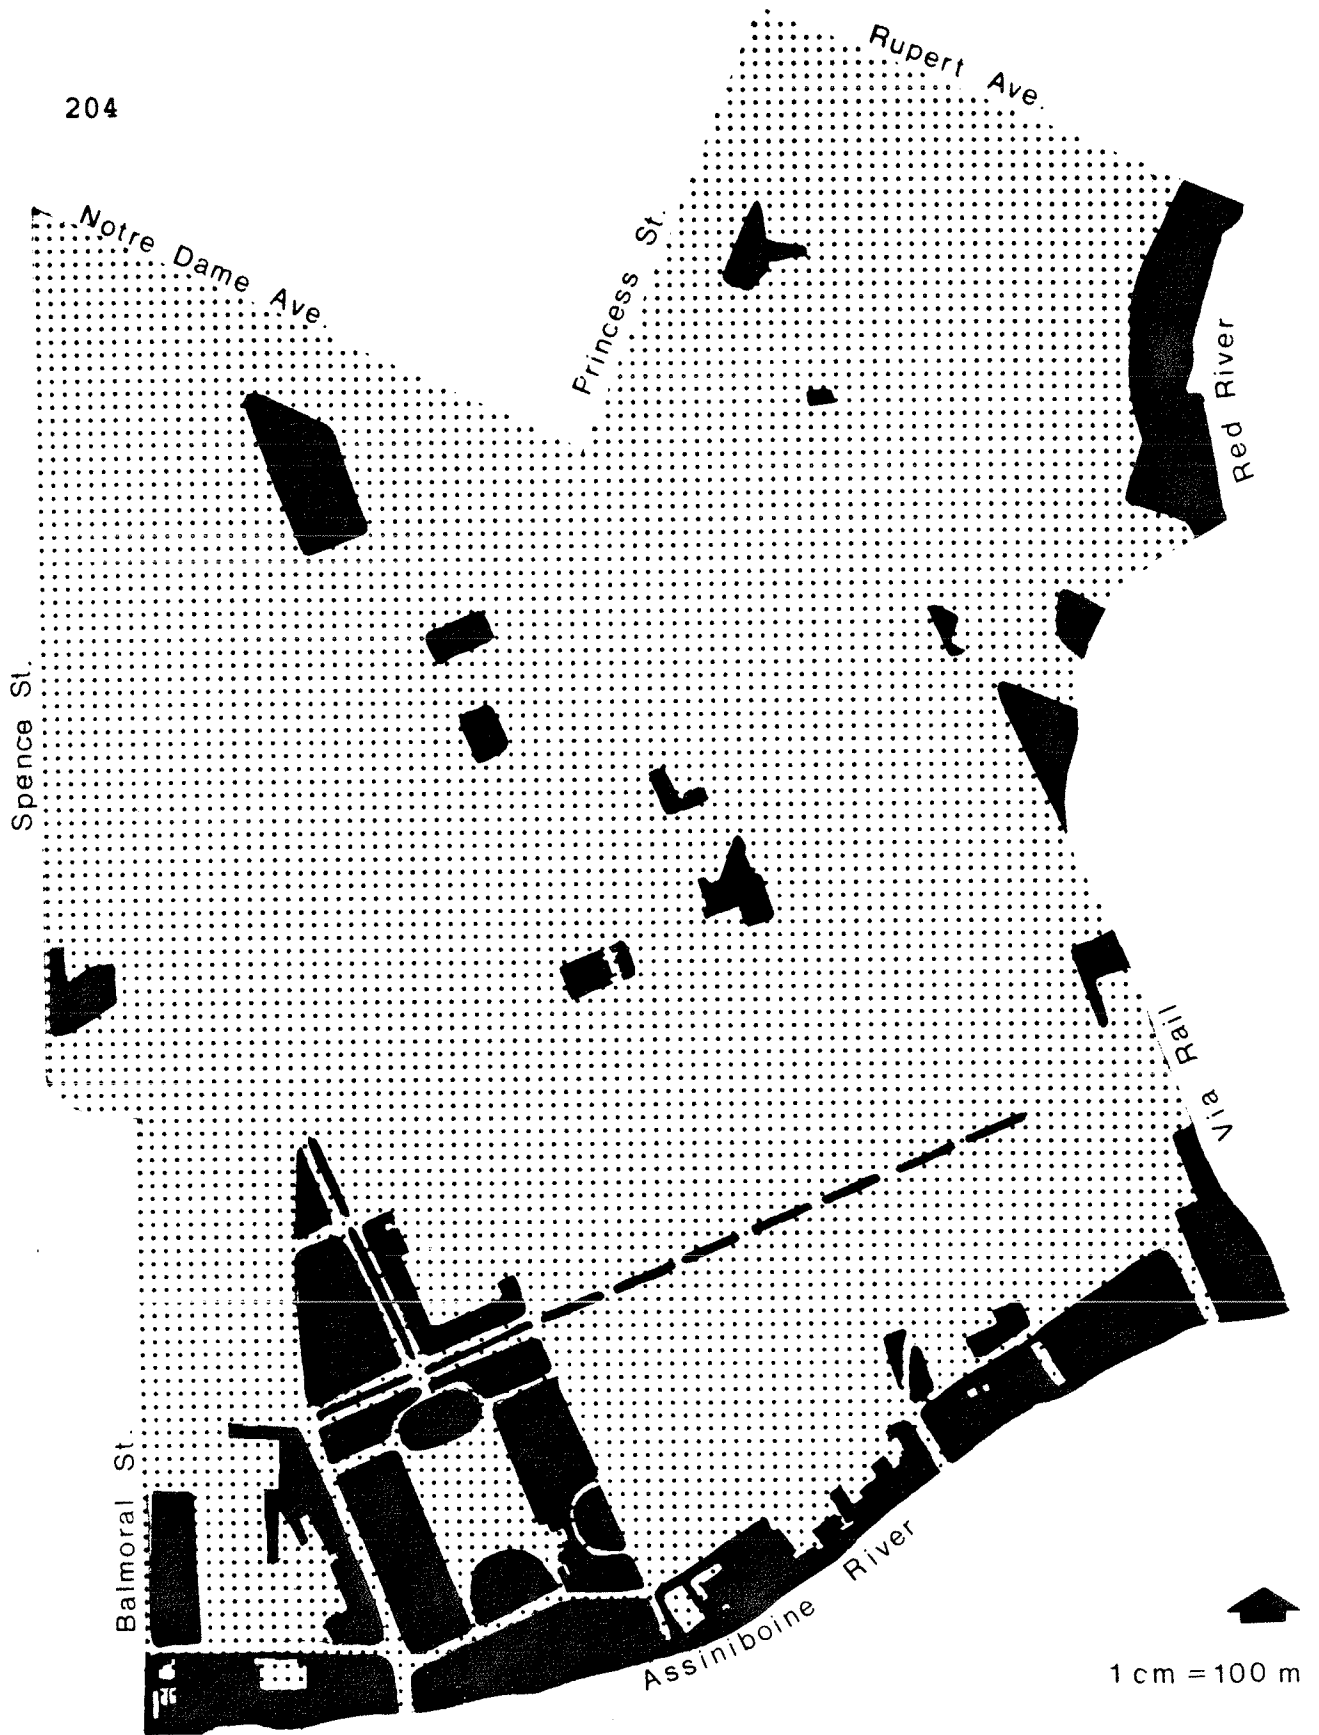 Rupert Ave.
204
Notre Dame Ave.
Princess St.
Red River
Spence St.
Via Rail
Balmoral St.
Assiniboine River
1 cm = 100 m